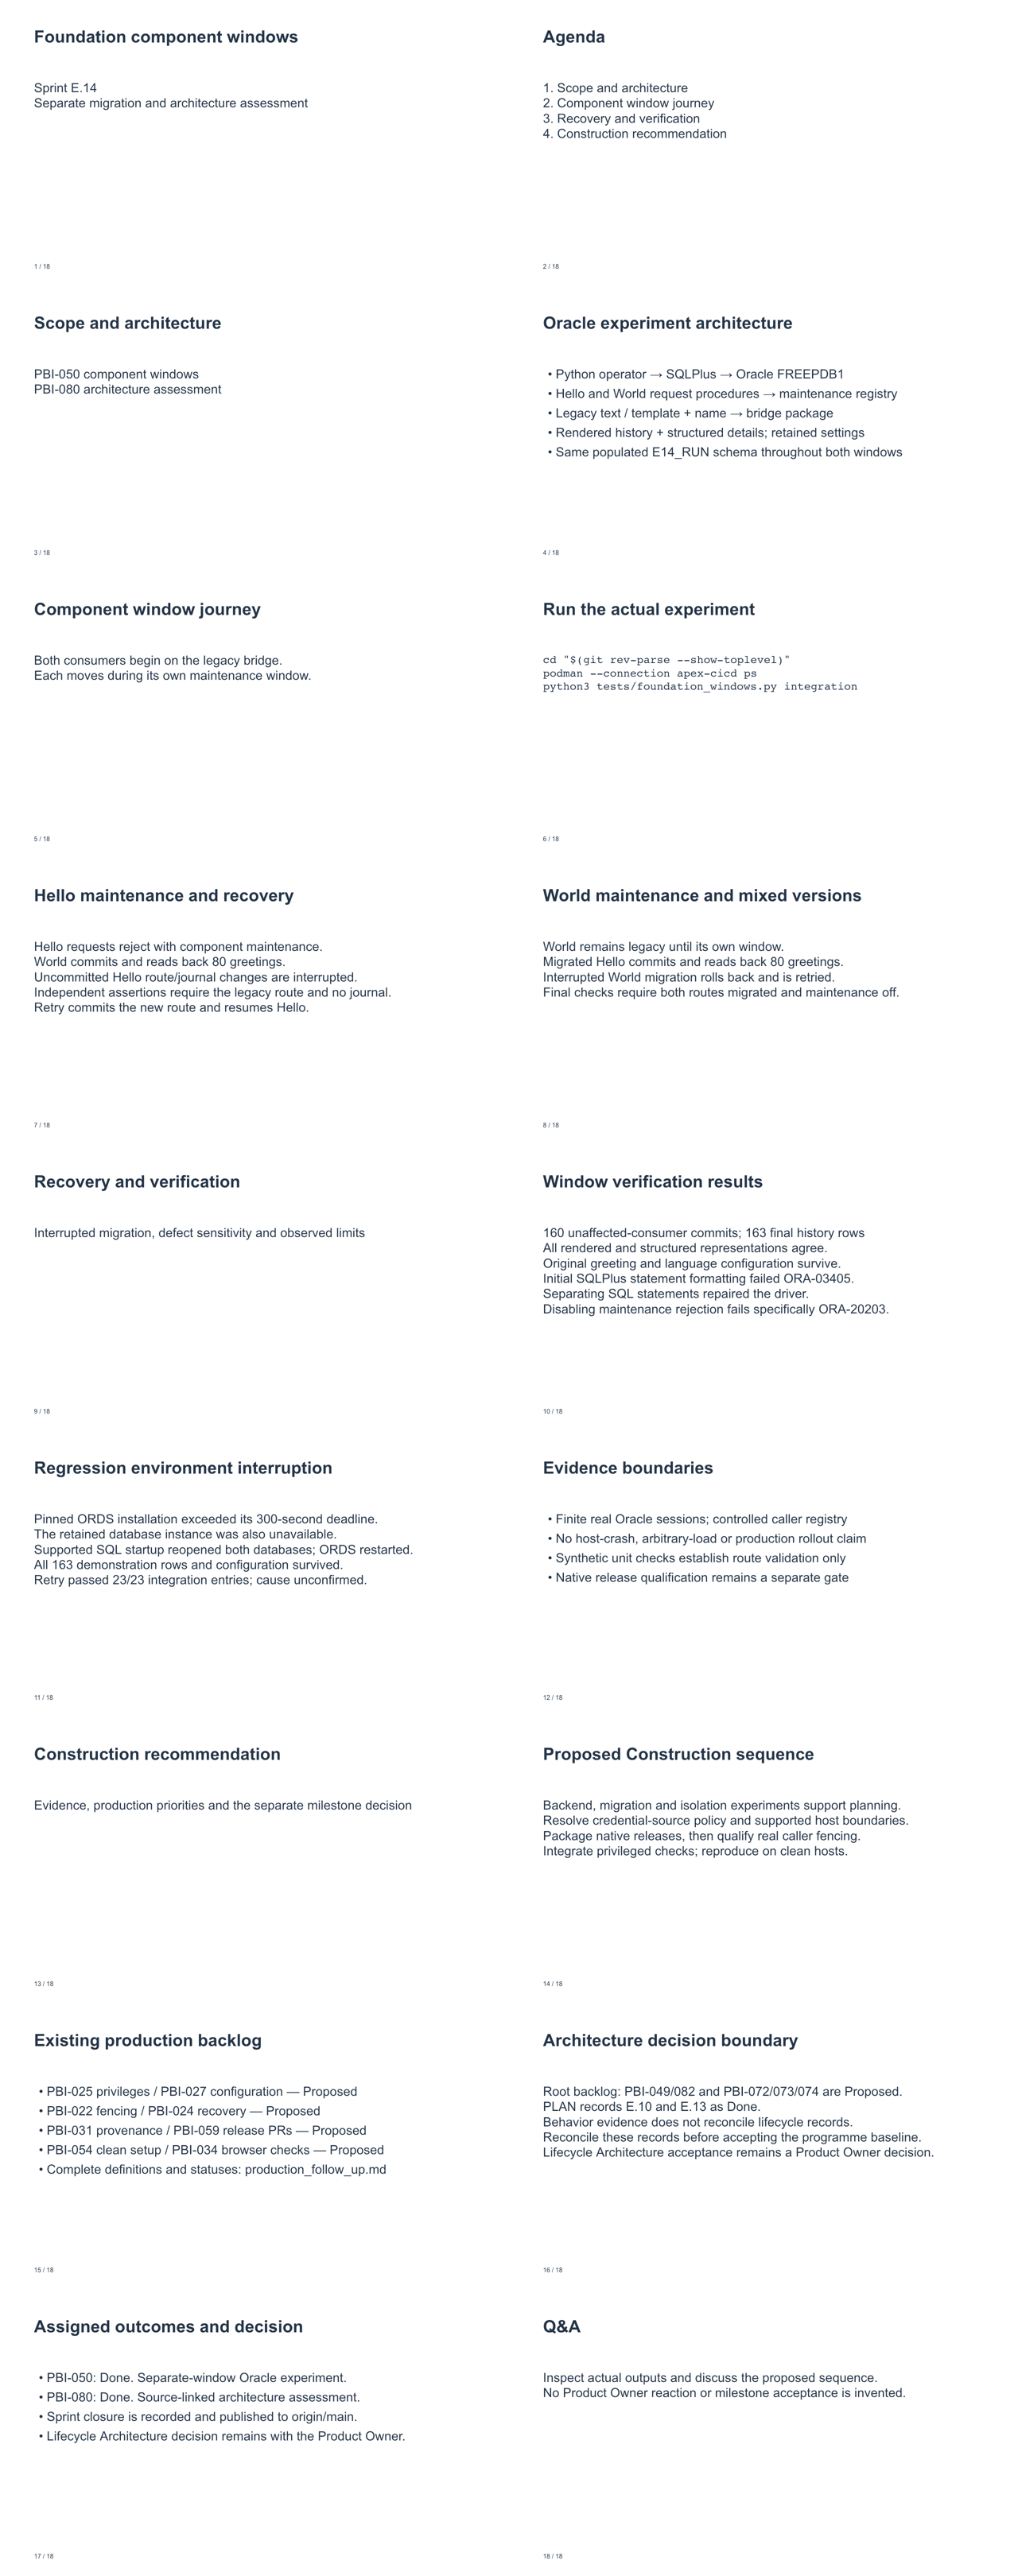 Foundation component windows
Sprint E.14
Separate migration and architecture assessment
1 / 18
Agenda
1. Scope and architecture
2. Component window journey
3. Recovery and verification
4. Construction recommendation
2 / 18
Scope and architecture
PBI-050 component windows
PBI-080 architecture assessment
3 / 18
Oracle experiment architecture
• Python operator → SQLPlus → Oracle FREEPDB1
• Hello and World request procedures → maintenance registry
• Legacy text / template + name → bridge package
• Rendered history + structured details; retained settings
• Same populated E14_RUN schema throughout both windows
4 / 18
Component window journey
Both consumers begin on the legacy bridge.
Each moves during its own maintenance window.
5 / 18
Run the actual experiment
cd "$(git rev-parse --show-toplevel)"
podman --connection apex-cicd ps
python3 tests/foundation_windows.py integration
6 / 18
Hello maintenance and recovery
Hello requests reject with component maintenance.
World commits and reads back 80 greetings.
Uncommitted Hello route/journal changes are interrupted.
Independent assertions require the legacy route and no journal.
Retry commits the new route and resumes Hello.
7 / 18
World maintenance and mixed versions
World remains legacy until its own window.
Migrated Hello commits and reads back 80 greetings.
Interrupted World migration rolls back and is retried.
Final checks require both routes migrated and maintenance off.
8 / 18
Recovery and verification
Interrupted migration, defect sensitivity and observed limits
9 / 18
Window verification results
160 unaffected-consumer commits; 163 final history rows
All rendered and structured representations agree.
Original greeting and language configuration survive.
Initial SQLPlus statement formatting failed ORA-03405.
Separating SQL statements repaired the driver.
Disabling maintenance rejection fails specifically ORA-20203.
10 / 18
Regression environment interruption
Pinned ORDS installation exceeded its 300-second deadline.
The retained database instance was also unavailable.
Supported SQL startup reopened both databases; ORDS restarted.
All 163 demonstration rows and configuration survived.
Retry passed 23/23 integration entries; cause unconfirmed.
11 / 18
Evidence boundaries
• Finite real Oracle sessions; controlled caller registry
• No host-crash, arbitrary-load or production rollout claim
• Synthetic unit checks establish route validation only
• Native release qualification remains a separate gate
12 / 18
Construction recommendation
Evidence, production priorities and the separate milestone decision
13 / 18
Proposed Construction sequence
Backend, migration and isolation experiments support planning.
Resolve credential-source policy and supported host boundaries.
Package native releases, then qualify real caller fencing.
Integrate privileged checks; reproduce on clean hosts.
14 / 18
Existing production backlog
• PBI-025 privileges / PBI-027 configuration — Proposed
• PBI-022 fencing / PBI-024 recovery — Proposed
• PBI-031 provenance / PBI-059 release PRs — Proposed
• PBI-054 clean setup / PBI-034 browser checks — Proposed
• Complete definitions and statuses: production_follow_up.md
15 / 18
Architecture decision boundary
Root backlog: PBI-049/082 and PBI-072/073/074 are Proposed.
PLAN records E.10 and E.13 as Done.
Behavior evidence does not reconcile lifecycle records.
Reconcile these records before accepting the programme baseline.
Lifecycle Architecture acceptance remains a Product Owner decision.
16 / 18
Assigned outcomes and decision
• PBI-050: Done. Separate-window Oracle experiment.
• PBI-080: Done. Source-linked architecture assessment.
• Sprint closure is recorded and published to origin/main.
• Lifecycle Architecture decision remains with the Product Owner.
17 / 18
Q&A
Inspect actual outputs and discuss the proposed sequence.
No Product Owner reaction or milestone acceptance is invented.
18 / 18